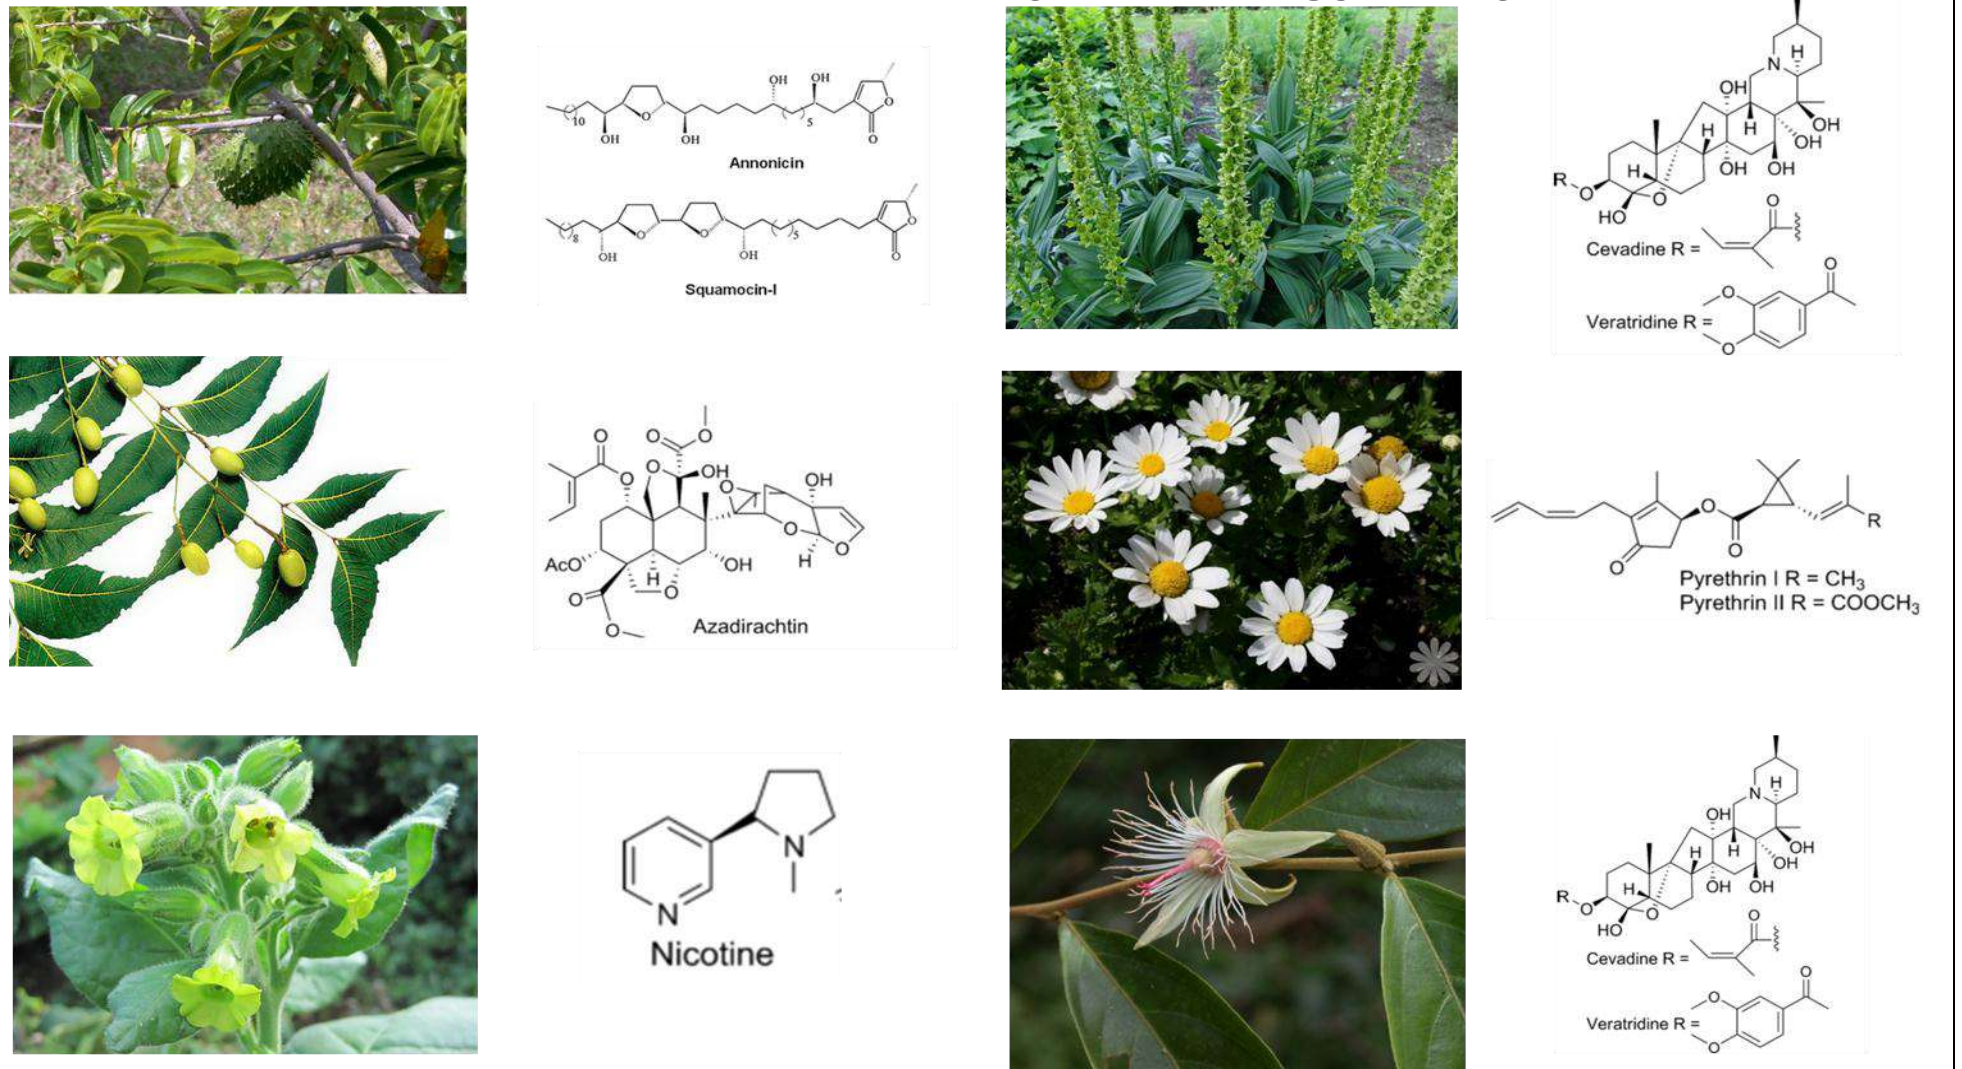 OH
OH
O
O
10
5
OH
OH
O
Annonicin
8
O
O
5
O
OH
OH
O
Squamocin-I
H
N
H
OH
H
H
OH
OH
OH
OH
H
R
O
O
HO
O
Cevadine R =
O
O
Veratridine R =
O
O
O
O
OH
O
O
O
OH
O
O
AcO
H
OH
H
O
O
O
O
Azadirachtin
O
O
R
O
Pyrethrin I R = CH3
Pyrethrin II R = COOCH3
N
N
Nicotine
H
N
H
OH
H
H
OH
OH
OH
OH
H
R
O
O
HO
O
Cevadine R =
O
O
Veratridine R =
O